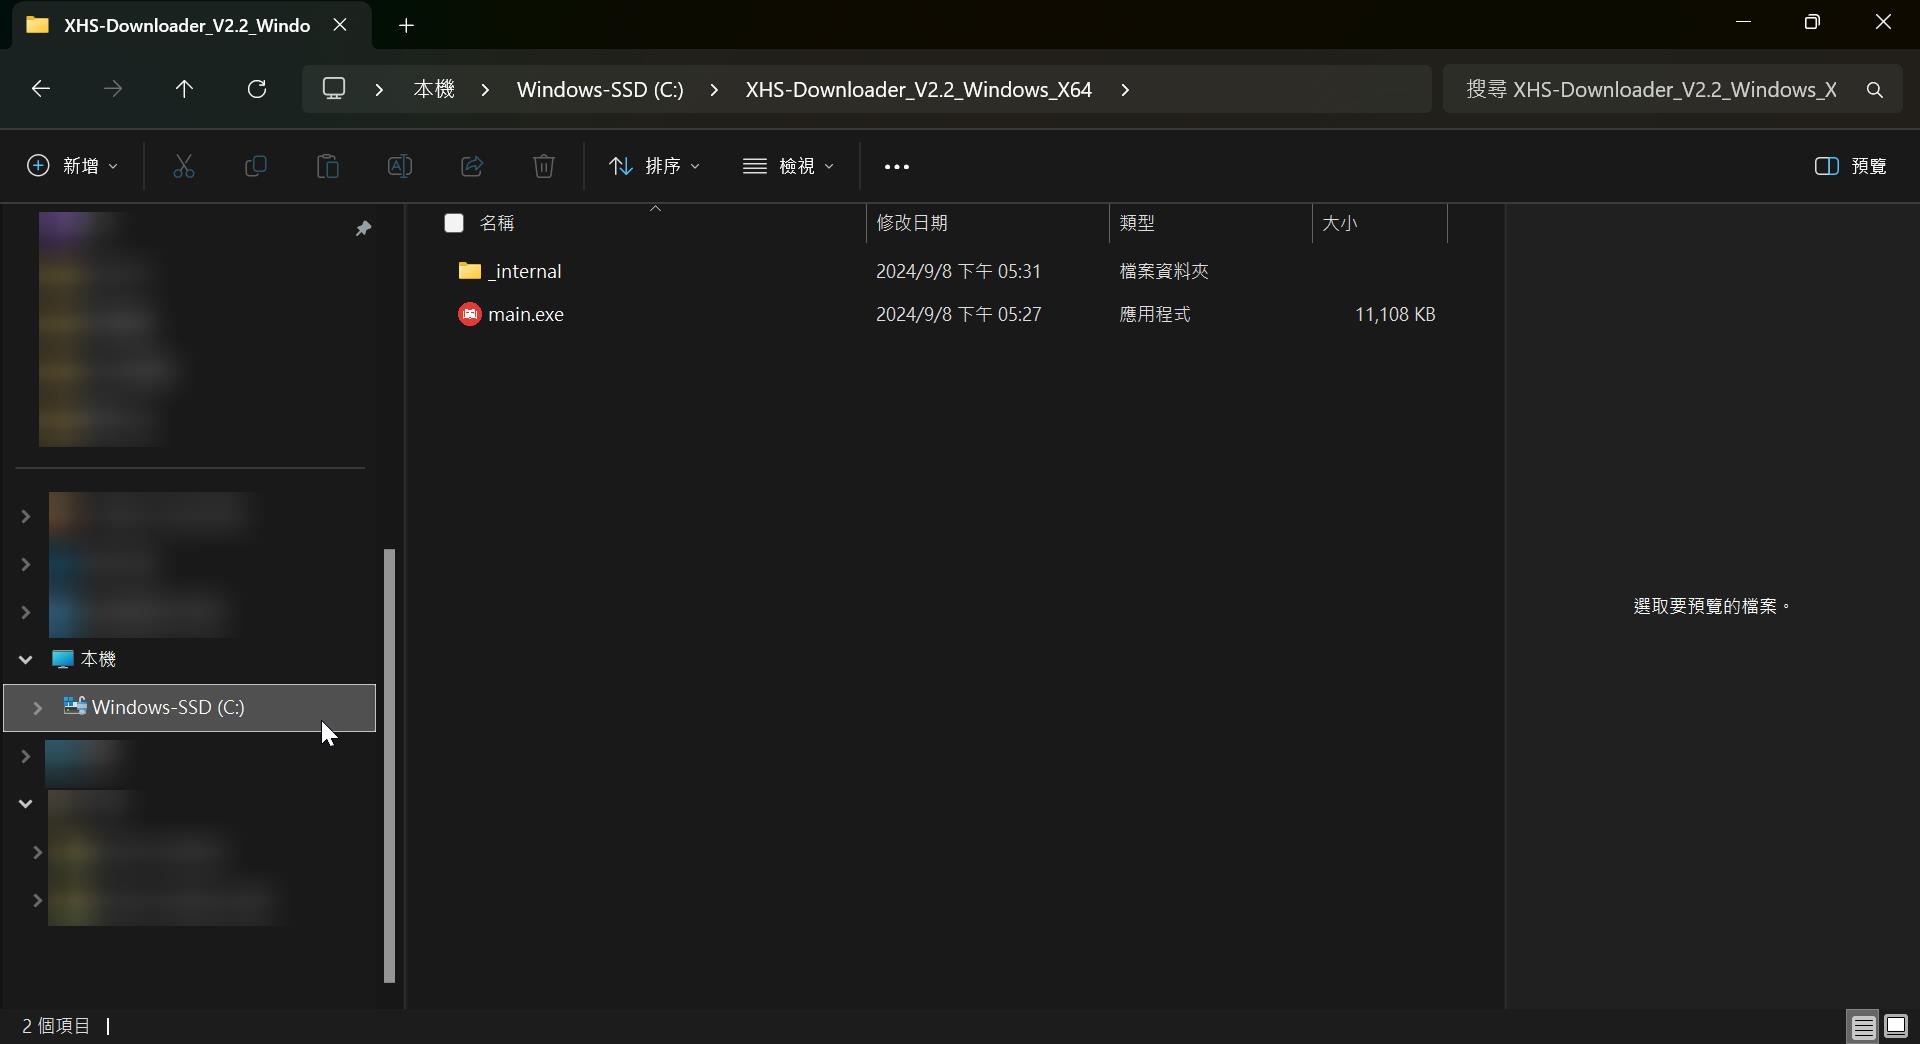 XHS-Downloader_V2.2_Windo
本機 Windows-SSD (C:) XHS-Downloader_V2.2_Windows_X64
搜尋 XHS-Downloader_V2.2_Windows_X
新增 排序 檢視 預覽
名稱 修改日期 類型 大小
_internal 2024/9/8 下午 05:31 檔案資料夾
main.exe 2024/9/8 下午 05:27 應用程式 11,108 KB
選取要預覽的檔案。
本機
Windows-SSD (C:)
2 個項目